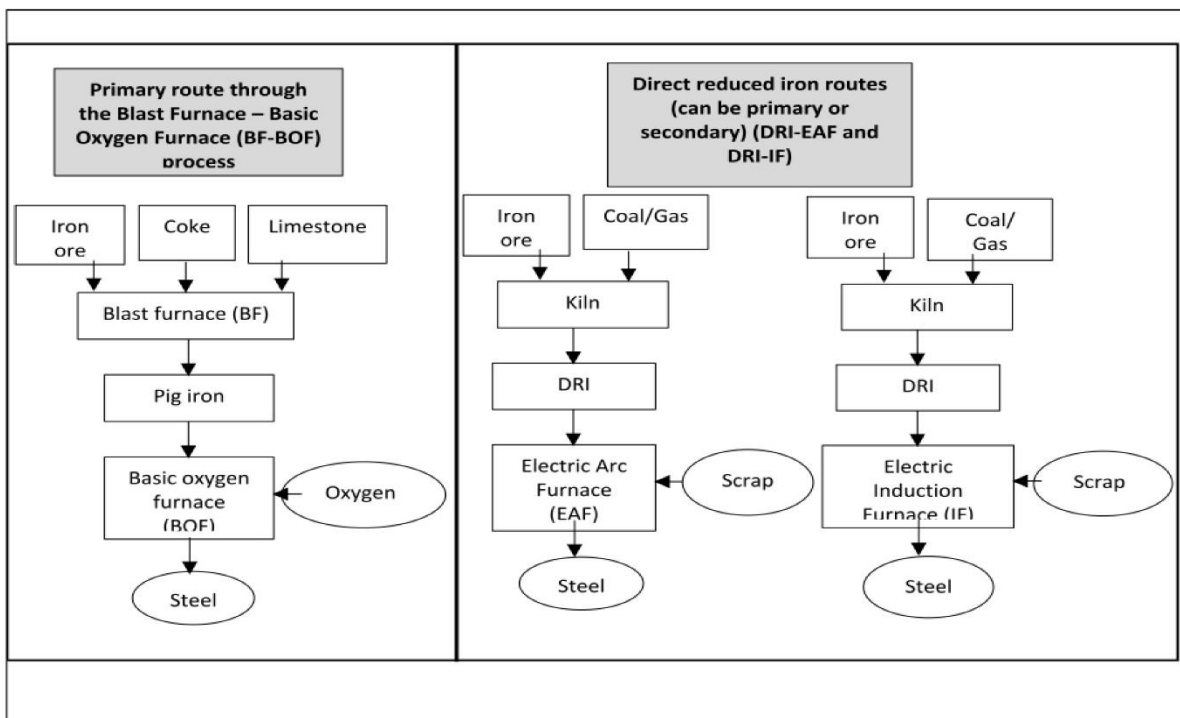 Primary route through
the Blast Furnace – Basic
Oxygen Furnace (BF-BOF)
process
Iron
ore
Coke
Limestone
Blast furnace (BF)
Pig iron
Basic oxygen
furnace
(BOF)
Oxygen
Steel
Direct reduced iron routes
(can be primary or
secondary) (DRI-EAF and
DRI-IF)
Iron
ore
Coal/Gas
Kiln
DRI
Electric Arc
Furnace
(EAF)
Scrap
Steel
Iron
ore
Coal/
Gas
Kiln
DRI
Electric
Induction
Furnace (IF)
Scrap
Steel